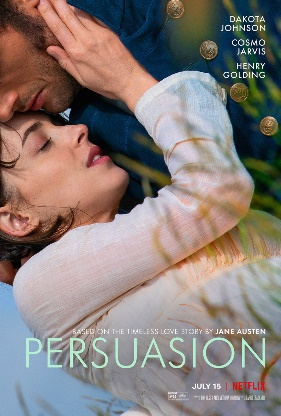 DAKOTA
JOHNSON
COSMO
JARVIS
HENRY
GOLDING
BASED ON THE TIMELESS LOVE STORY BY JANE AUSTEN
PERSUASION
JULY 15 | NETFLIX